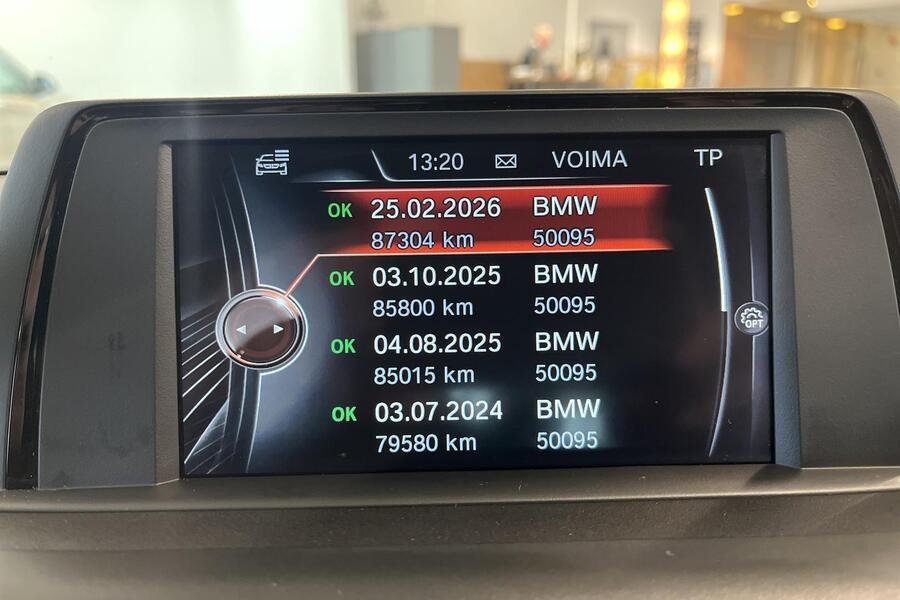 13:20 VOIMA TP
OK 25.02.2026 BMW
87304 km 50095
OK 03.10.2025 BMW
85800 km 50095
OPT
OK 04.08.2025 BMW
85015 km 50095
OK 03.07.2024 BMW
79580 km 50095